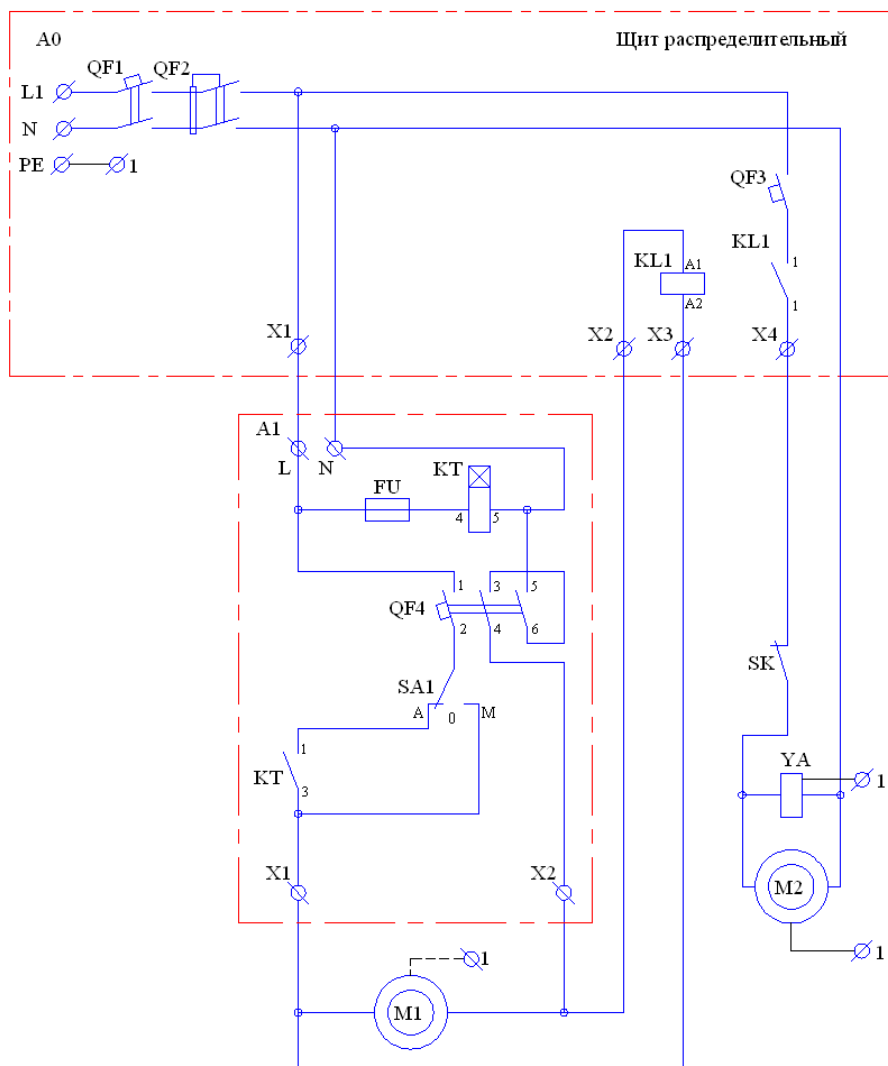 A0
Щит распределительный
QF1 QF2
L1
N
PE 1
QF3
KL1 A1 KL1 1
A2 1
X1 X2 X3 X4
A1
L N KT
FU
4 5
1 3 5
QF4
2 4 6
SK
SA1
A 0 M
1
KT
3
YA
1
X1 X2 M2
1
1
M1